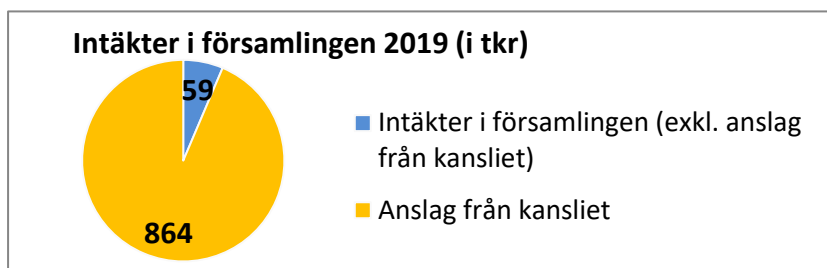 Intäkter i församlingen 2019 (i tkr)
59
Intäkter i församlingen (exkl. anslag
från kansliet)
Anslag från kansliet
864